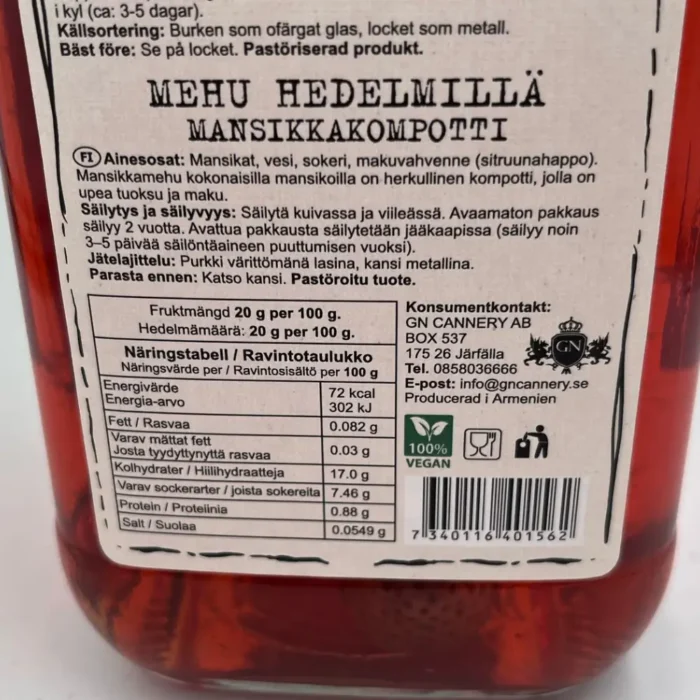 i kyl (ca: 3-5 dagar).
Källsortering: Burken som ofärgat glas, locket som metall.
Bäst före: Se på locket. Pastöriserad produkt.
MEHU HEDELMILLÄ
MANSIKKAKOMPOTTI
FI Ainesosat: Mansikat, vesi, sokeri, makuvahvenne (sitruunahappo).
Mansikkamehu kokonaisilla mansikoilla on herkullinen kompotti, jolla on
upea tuoksu ja maku.
Säilytys ja säilyvyys: Säilytä kuivassa ja viileässä. Avaamaton pakkaus
säilyy 2 vuotta. Avattua pakkausta säilytetään jääkaapissa (säilyy noin
3–5 päivää säilöntäaineen puuttumisen vuoksi).
Jätelajittelu: Purkki värittömänä lasina, kansi metallina.
Parasta ennen: Katso kansi. Pastöroitu tuote.
Fruktmängd 20 g per 100 g.
Hedelmämäärä: 20 g per 100 g.
Näringstabell / Ravintotaulukko
Näringsvärde per / Ravintosisältö per 100 g
Energivärde 72 kcal
Energia-arvo 302 kJ
Fett / Rasvaa 0.082 g
Varav mättat fett
Josta tyydyttynyttä rasvaa 0.03 g
Kolhydrater / Hiilihydraatteja 17.0 g
Varav sockerarter / joista sokereita 7.46 g
Protein / Proteiinia 0.88 g
Salt / Suolaa 0.0549 g
Konsumentkontakt:
GN CANNERY AB
BOX 537
175 26 Järfälla
Tel. 0858036666
E-post: info@gncannery.se
Producerad i Armenien
GN
100%
VEGAN
7 340116 401562